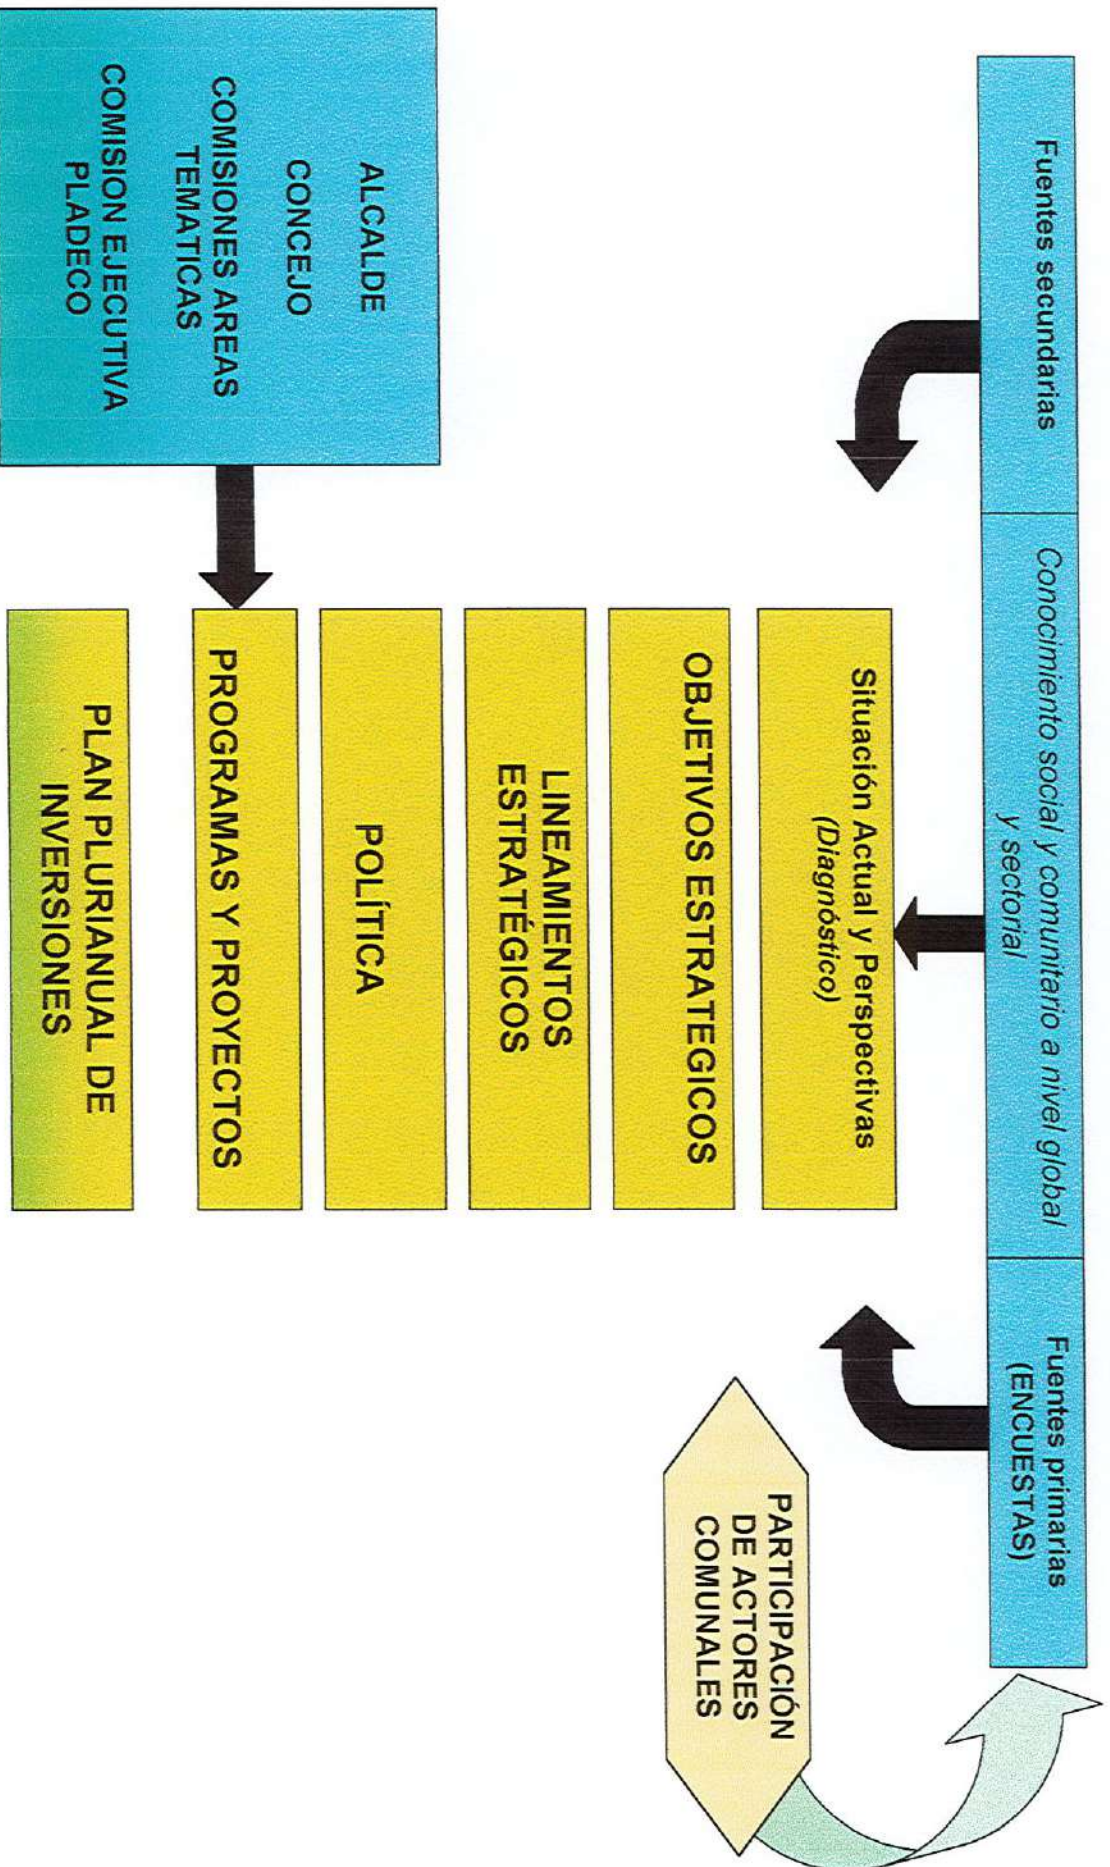 Fuentes secundarias
Conocimiento social y comunitario a nivel global
y sectorial
Fuentes primarias
(ENCUESTAS)
Situación Actual y Perspectivas
(Diagnóstico)
OBJETIVOS ESTRATEGICOS
LINEAMIENTOS
ESTRATÉGICOS
POLÍTICA
PROGRAMAS Y PROYECTOS
PLAN PLURIANUAL DE
INVERSIONES
PARTICIPACIÓN
DE ACTORES
COMUNALES
ALCALDE
CONCEJO
COMISIONES AREAS
TEMATICAS
COMISION EJECUTIVA
PLADECO